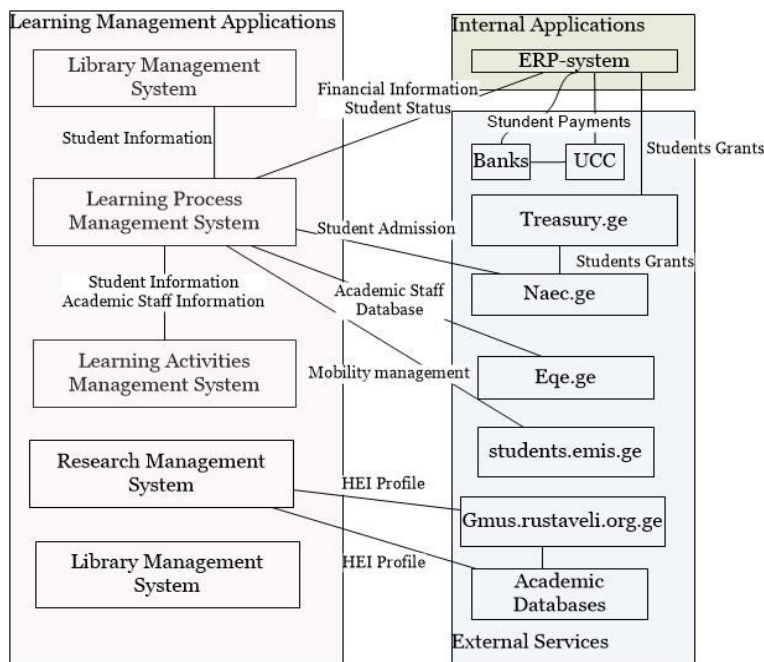 Learning Management Applications
Library Management
System
Student Information
Learning Process
Management System
Student Information
Academic Staff Information
Learning Activities
Management System
Research Management
System
Library Management
System
Financial Information
Student Status
Student Admission
Academic Staff
Database
Mobility management
HEI Profile
HEI Profile
Internal Applications
ERP-system
Stundent Payments
Banks
UCC
Students Grants
Treasury.ge
Students Grants
Naec.ge
Eqe.ge
students.emis.ge
Gmus.rustaveli.org.ge
Academic
Databases
External Services